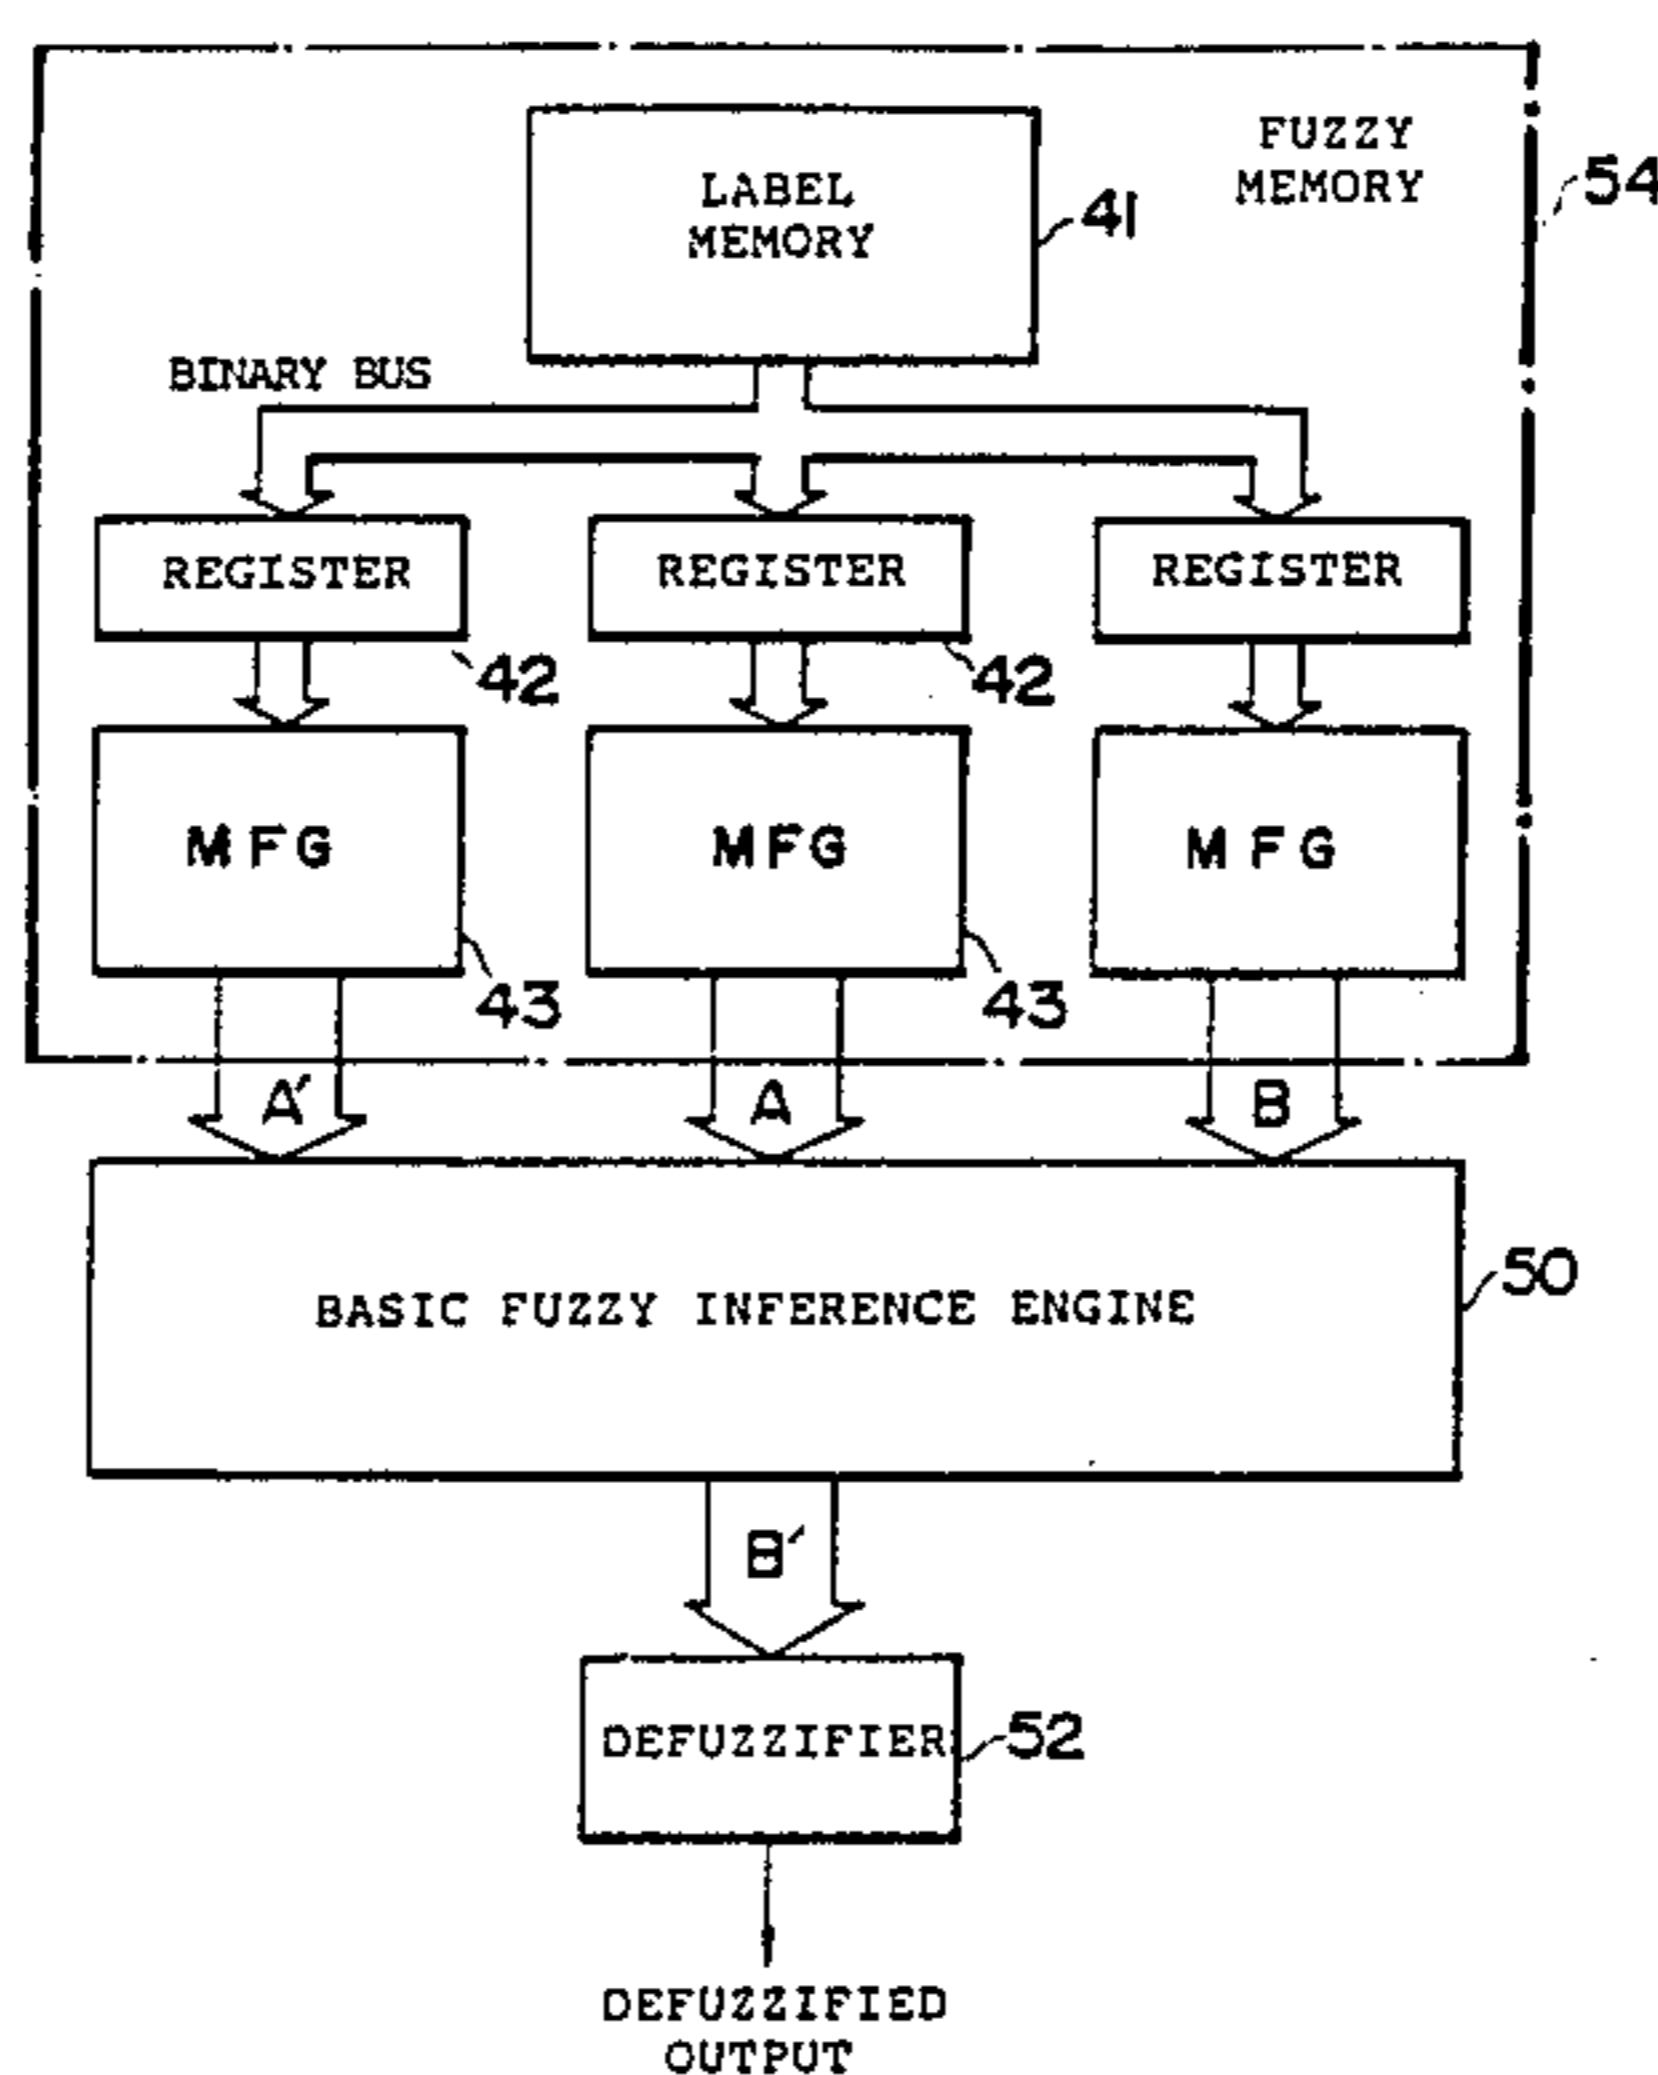 FUZZY
MEMORY
54
LABEL
MEMORY
41
BINARY BUS
REGISTER
REGISTER
REGISTER
42
42
MFG
MFG
MFG
43
43
A′
A
B
BASIC FUZZY INFERENCE ENGINE
50
B′
DEFUZZIFIER
52
DEFUZZIFIED
OUTPUT